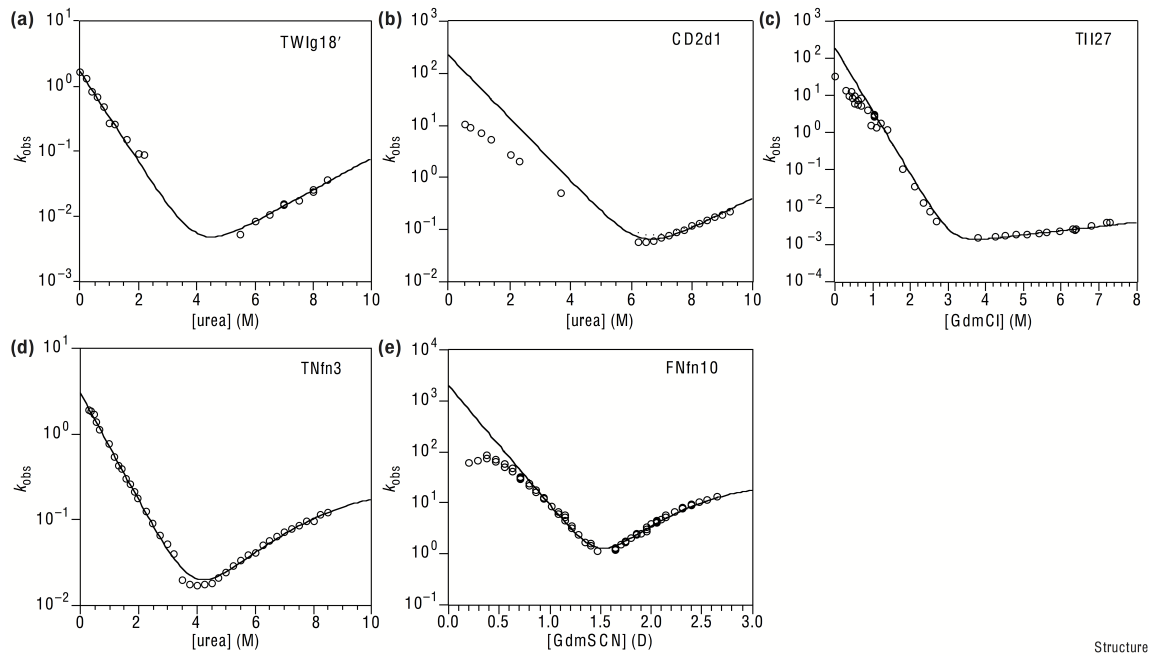 (a)
TWIg18′
10^1
10^0
10^−1
10^−2
10^−3
k_obs
0 2 4 6 8 10
[urea] (M)
(b)
CD2d1
10^3
10^2
10^1
10^0
10^−1
10^−2
k_obs
0 2 4 6 8 10
[urea] (M)
(c)
TII27
10^3
10^2
10^1
10^0
10^−1
10^−2
10^−3
10^−4
k_obs
0 1 2 3 4 5 6 7 8
[GdmCl] (M)
(d)
TNfn3
10^1
10^0
10^−1
10^−2
k_obs
0 2 4 6 8 10
[urea] (M)
(e)
FNfn10
10^4
10^3
10^2
10^1
10^0
10^−1
k_obs
0.0 0.5 1.0 1.5 2.0 2.5 3.0
[GdmSCN] (D)
Structure